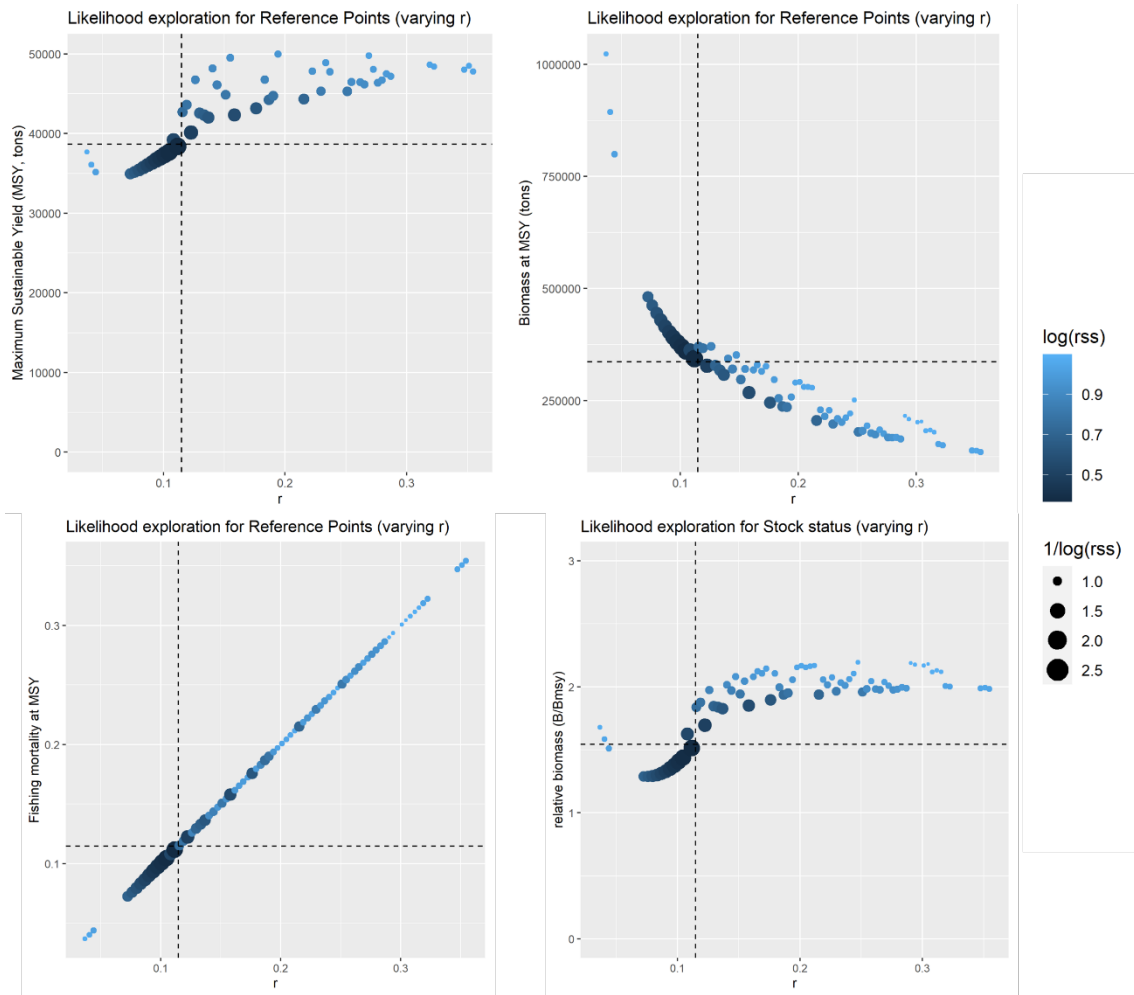 Likelihood exploration for Reference Points (varying r)
Maximum Sustainable Yield (MSY, tons)
50000
40000
30000
20000
10000
0
0.1 0.2 0.3
r
Likelihood exploration for Reference Points (varying r)
Biomass at MSY (tons)
1000000
750000
500000
250000
0.1 0.2 0.3
r
Likelihood exploration for Reference Points (varying r)
Fishing mortality at MSY
0.3
0.2
0.1
0.1 0.2 0.3
r
Likelihood exploration for Stock status (varying r)
relative biomass (B/Bmsy)
3
2
1
0
0.1 0.2 0.3
r
log(rss)
0.9
0.7
0.5
1/log(rss)
1.0
1.5
2.0
2.5